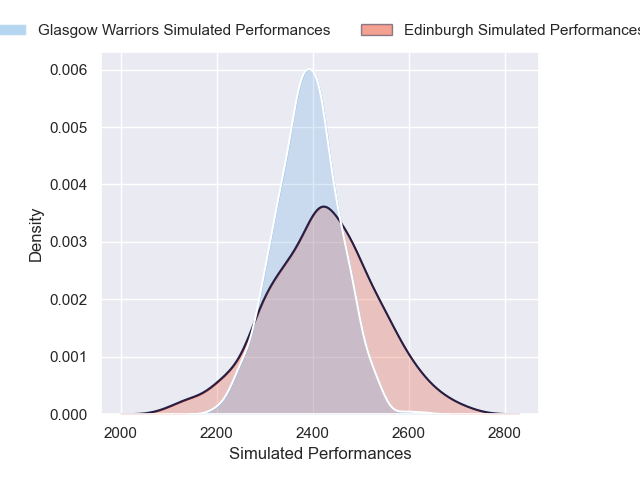 Glasgow Warriors Simulated Performances
Edinburgh Simulated Performances
0.006
0.005
0.004
0.003
0.002
0.001
0.000
Density
2000 2200 2400 2600 2800
Simulated Performances